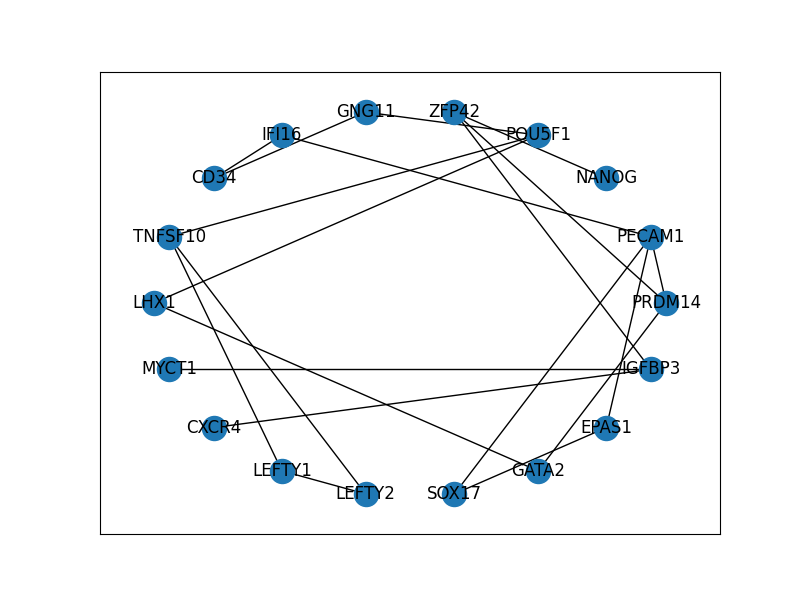 GNG11 ZFP42
IFI16 POU5F1
CD34 NANOG
TNFSF10 PECAM1
LHX1 PRDM14
MYCT1 IGFBP3
CXCR4 EPAS1
LEFTY1 GATA2
LEFTY2 SOX17